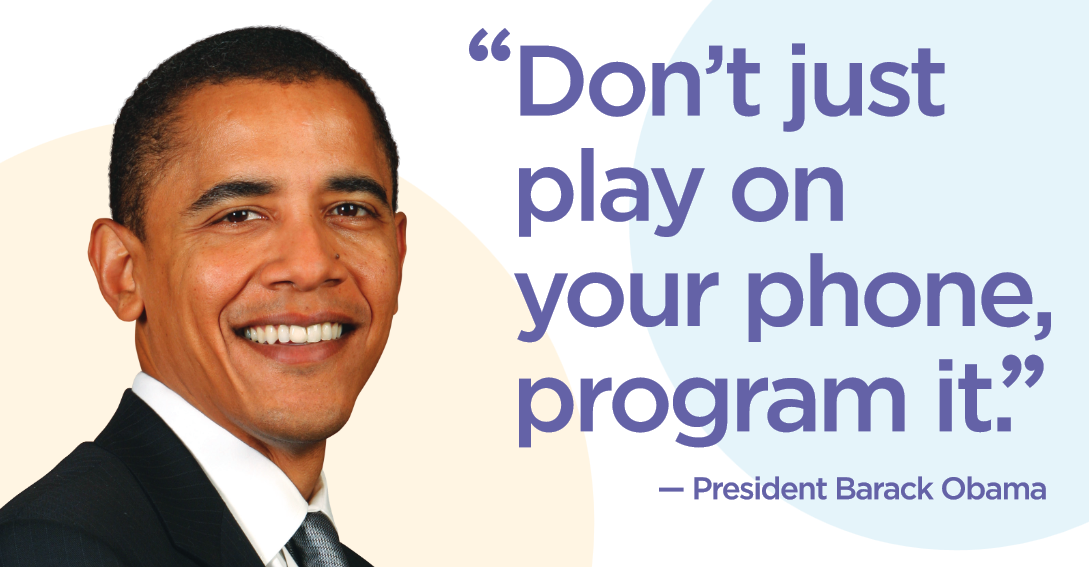 “Don’t just
play on
your phone,
program it.”
— President Barack Obama